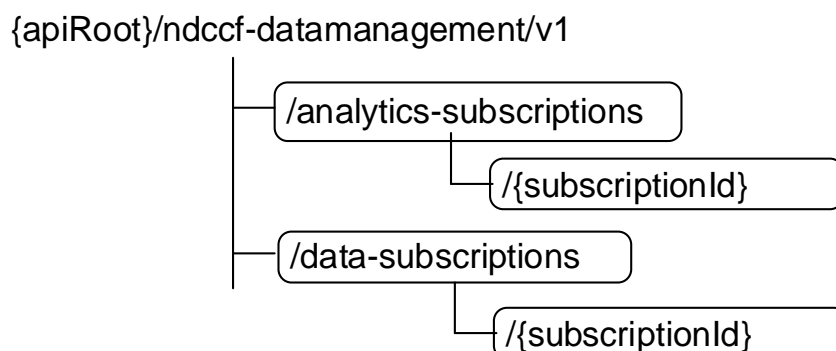 {apiRoot}/ndccf-datamanagement/v1
/analytics-subscriptions
/{subscriptionId}
/data-subscriptions
/{subscriptionId}